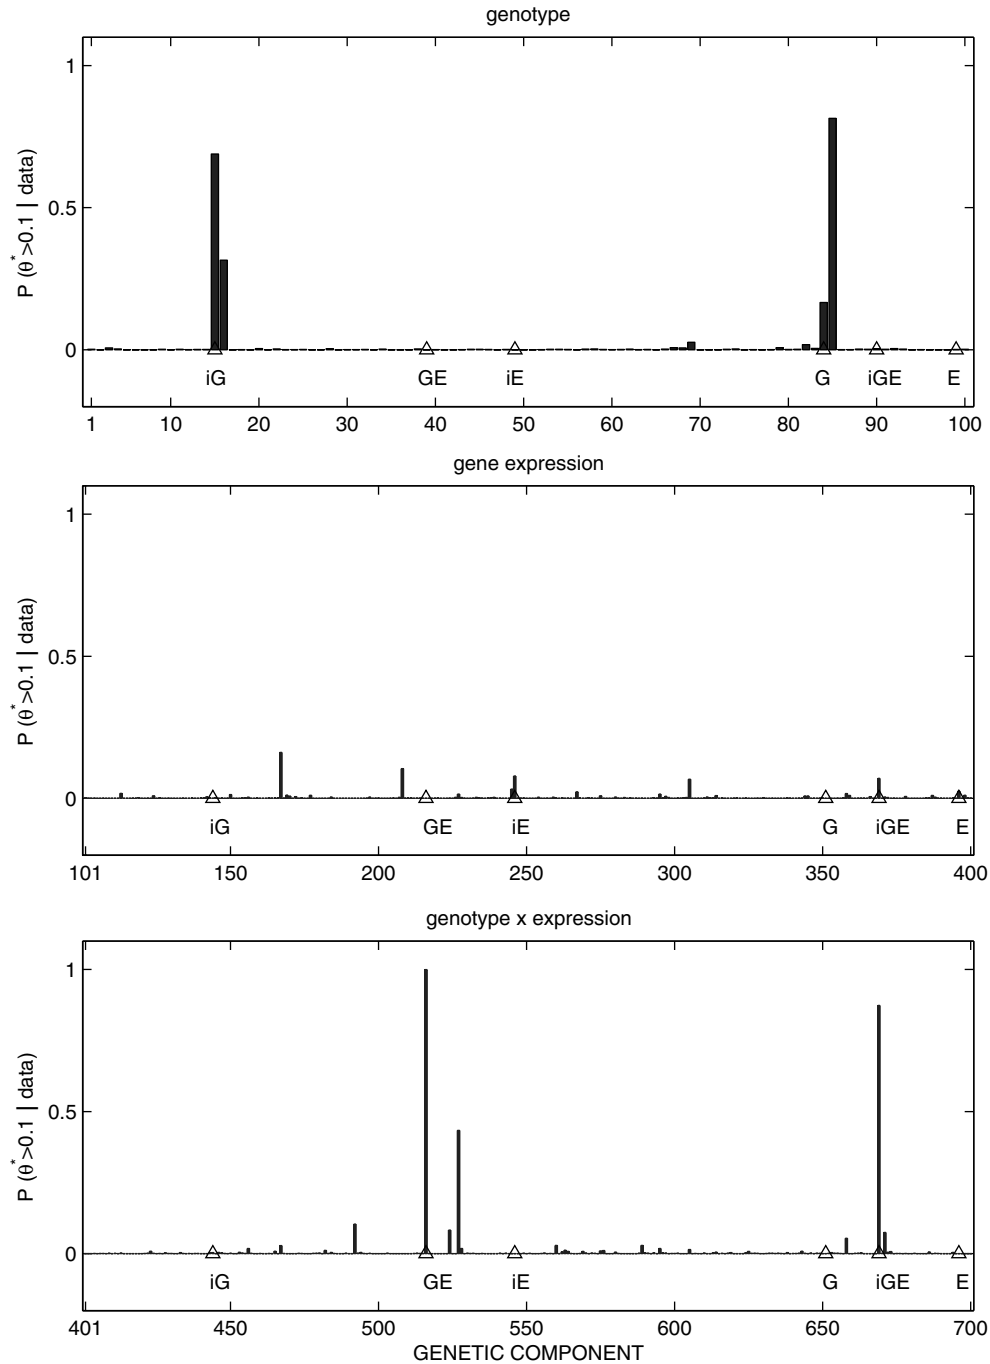 genotype
1
0.5
0
P (θ*>0.1 | data)
iG GE iE G iGE E
1 10 20 30 40 50 60 70 80 90 100
gene expression
1
0.5
0
P (θ*>0.1 | data)
iG GE iE G iGE E
101 150 200 250 300 350 400
genotype x expression
1
0.5
0
P (θ*>0.1 | data)
iG GE iE G iGE E
401 450 500 550 600 650 700
GENETIC COMPONENT